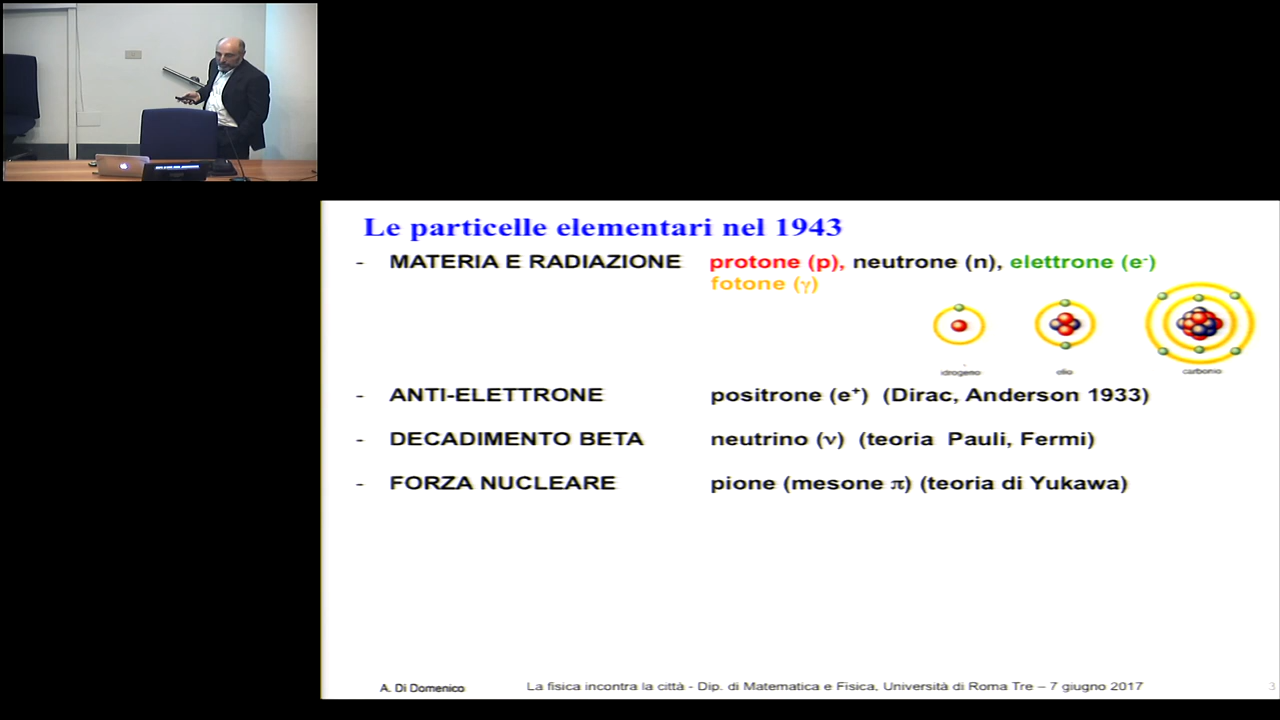 Le particelle elementari nel 1943
- MATERIA E RADIAZIONE protone (p), neutrone (n), elettrone (e⁻)
fotone (γ)
idrogeno elio carbonio
- ANTI-ELETTRONE positrone (e⁺) (Dirac, Anderson 1933)
- DECADIMENTO BETA neutrino (ν) (teoria Pauli, Fermi)
- FORZA NUCLEARE pione (mesone π) (teoria di Yukawa)
A. Di Domenico La fisica incontra la città - Dip. di Matematica e Fisica, Università di Roma Tre – 7 giugno 2017 3